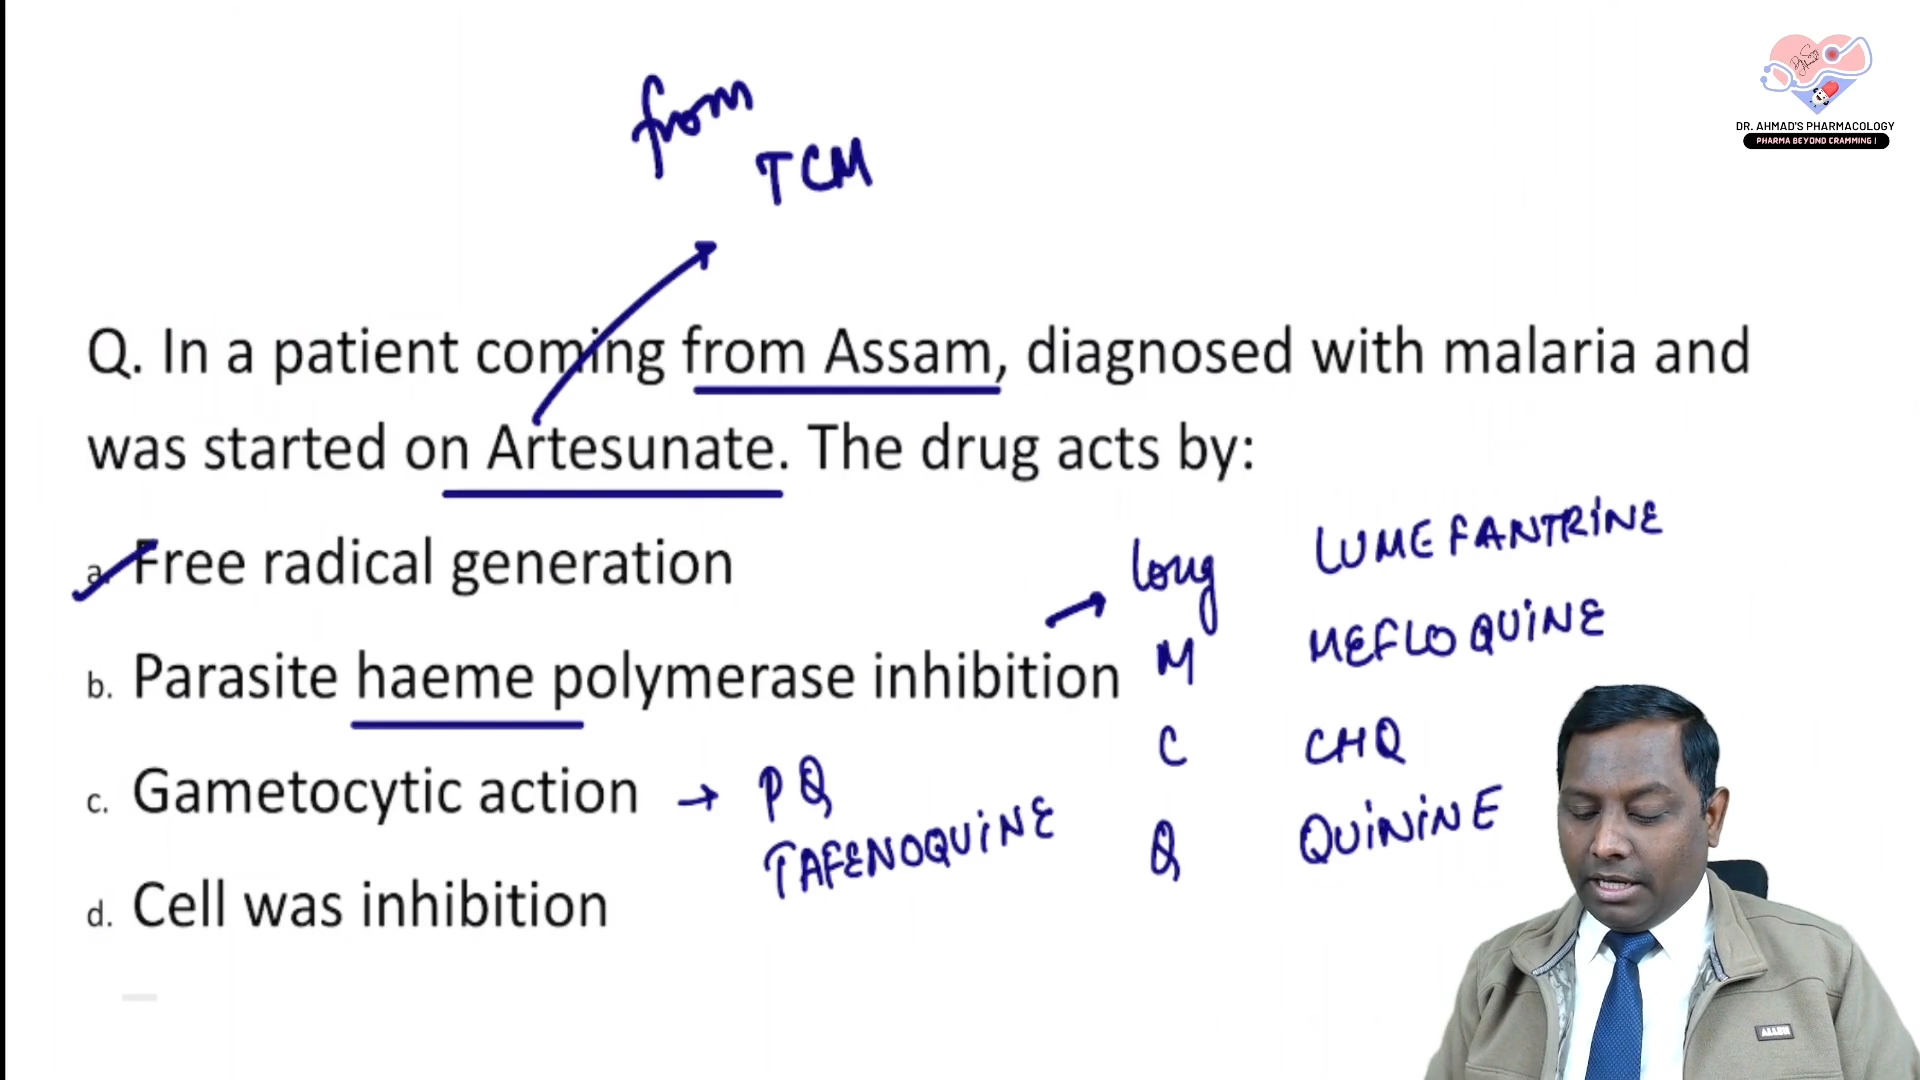 from
TCM
DR. AHMAD'S PHARMACOLOGY
PHARMA BEYOND CRAMMING !
Q. In a patient coming from Assam, diagnosed with malaria and
was started on Artesunate. The drug acts by:
a. Free radical generation
b. Parasite haeme polymerase inhibition
c. Gametocytic action → PQ
TAFENOQUINE
d. Cell was inhibition
→ long LUMEFANTRINE
M MEFLOQUINE
C CHQ
Q QUININE
ALLEN